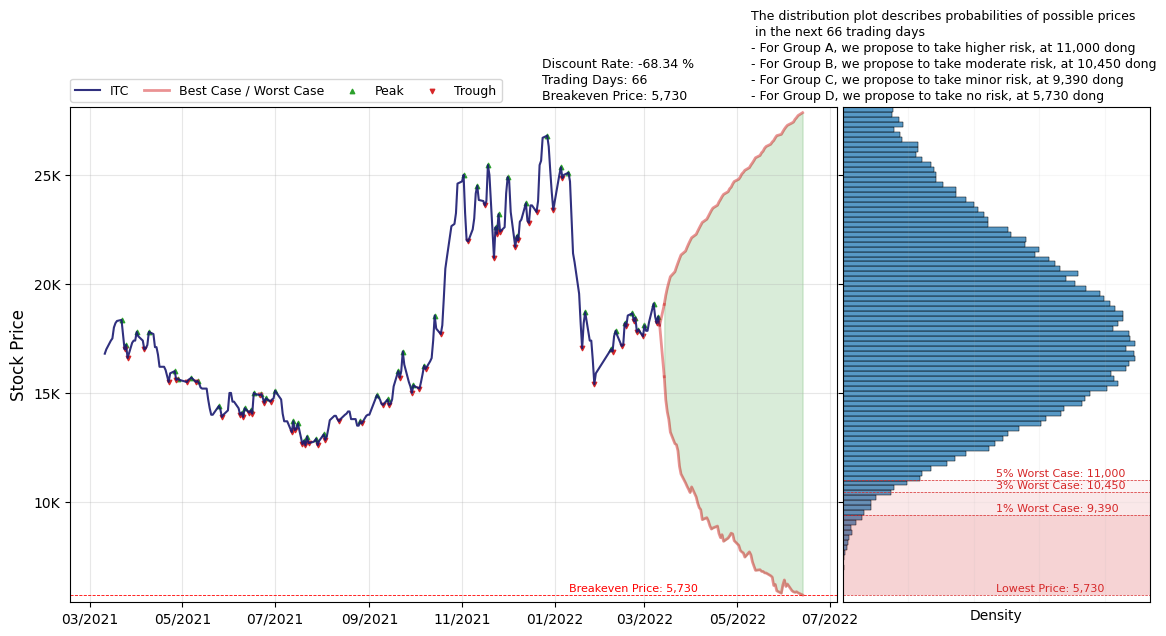 The distribution plot describes probabilities of possible prices
in the next 66 trading days
- For Group A, we propose to take higher risk, at 11,000 dong
- For Group B, we propose to take moderate risk, at 10,450 dong
- For Group C, we propose to take minor risk, at 9,390 dong
- For Group D, we propose to take no risk, at 5,730 dong
Discount Rate: -68.34 %
Trading Days: 66
Breakeven Price: 5,730
ITC
Best Case / Worst Case
Peak
Trough
Stock Price
25K
20K
15K
10K
5% Worst Case: 11,000
3% Worst Case: 10,450
1% Worst Case: 9,390
Breakeven Price: 5,730
Lowest Price: 5,730
03/2021
05/2021
07/2021
09/2021
11/2021
01/2022
03/2022
05/2022
07/2022
Density